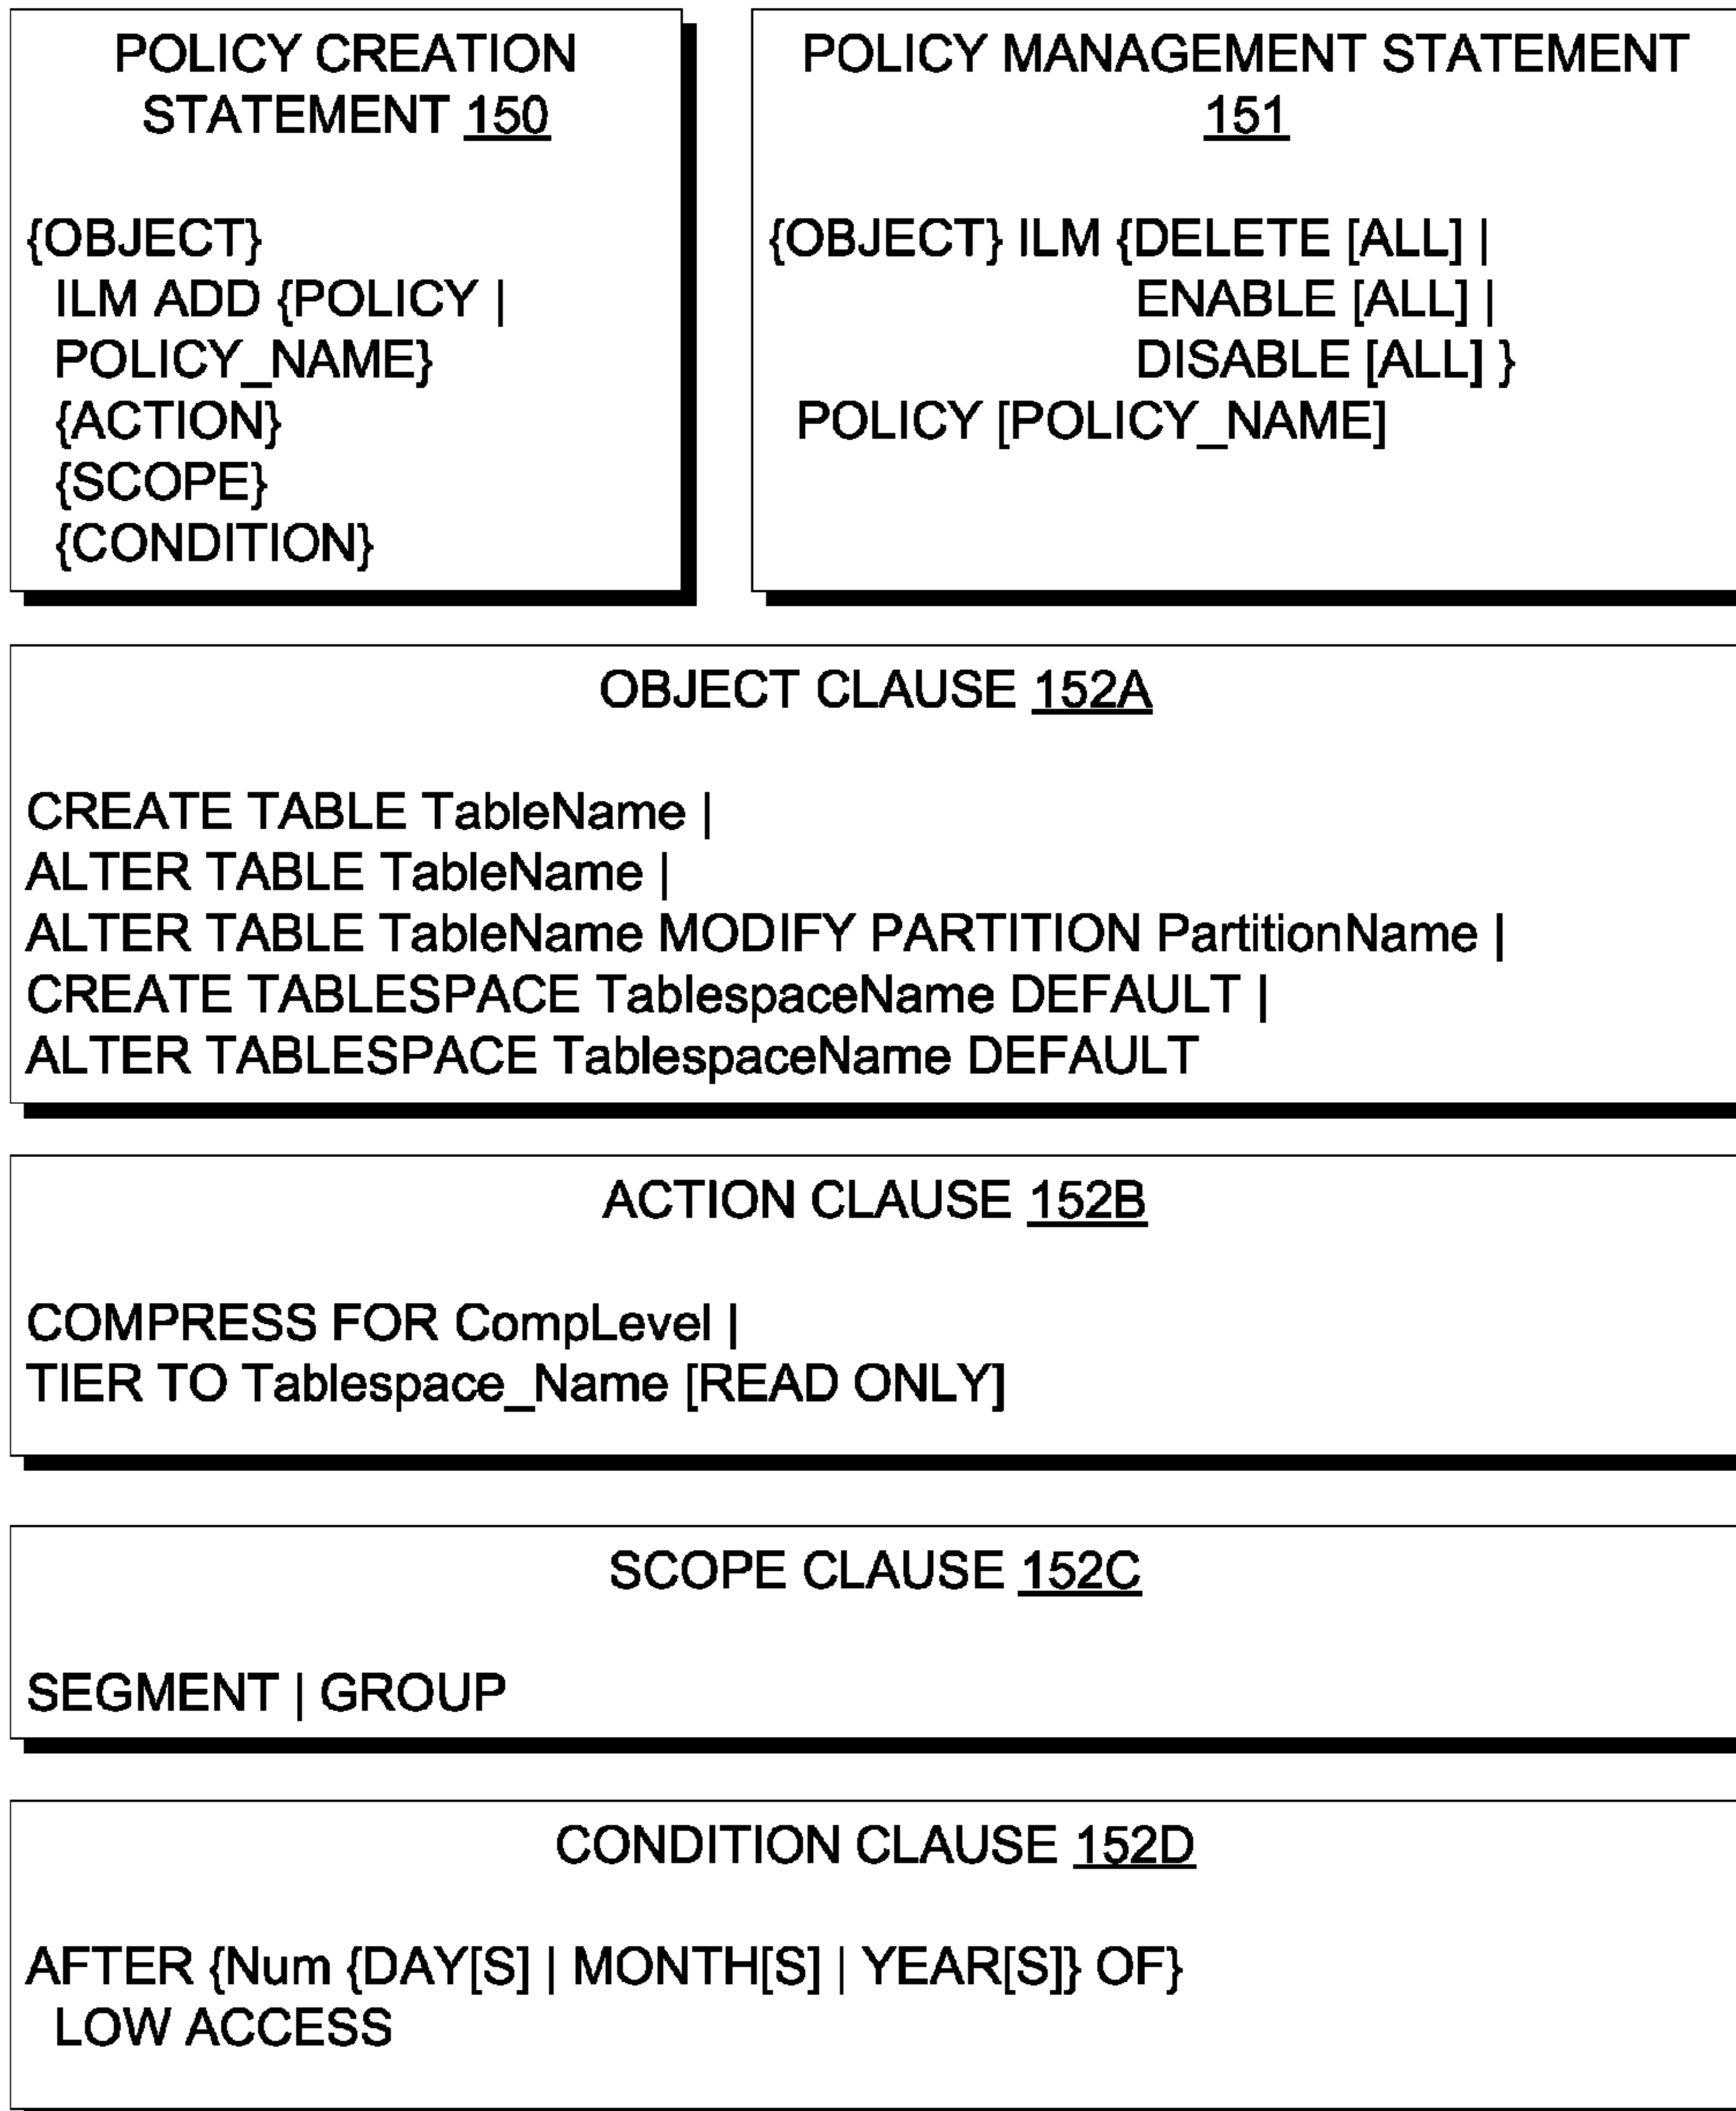 POLICY CREATION
STATEMENT 150
{OBJECT}
ILM ADD {POLICY |
POLICY_NAME}
{ACTION}
{SCOPE}
{CONDITION}
POLICY MANAGEMENT STATEMENT
151
{OBJECT} ILM {DELETE [ALL] |
ENABLE [ALL] |
DISABLE [ALL] }
POLICY [POLICY_NAME]
OBJECT CLAUSE 152A
CREATE TABLE TableName |
ALTER TABLE TableName |
ALTER TABLE TableName MODIFY PARTITION PartitionName |
CREATE TABLESPACE TablespaceName DEFAULT |
ALTER TABLESPACE TablespaceName DEFAULT
ACTION CLAUSE 152B
COMPRESS FOR CompLevel |
TIER TO Tablespace_Name [READ ONLY]
SCOPE CLAUSE 152C
SEGMENT | GROUP
CONDITION CLAUSE 152D
AFTER {Num {DAY[S] | MONTH[S] | YEAR[S]} OF}
LOW ACCESS